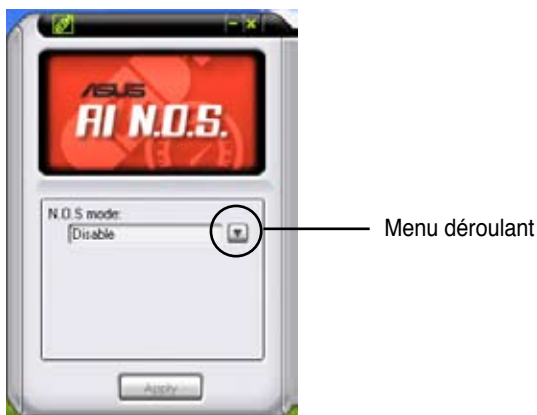 ASUS
AI N.O.S.
N.O.S mode:
Disable
Menu déroulant
Apply